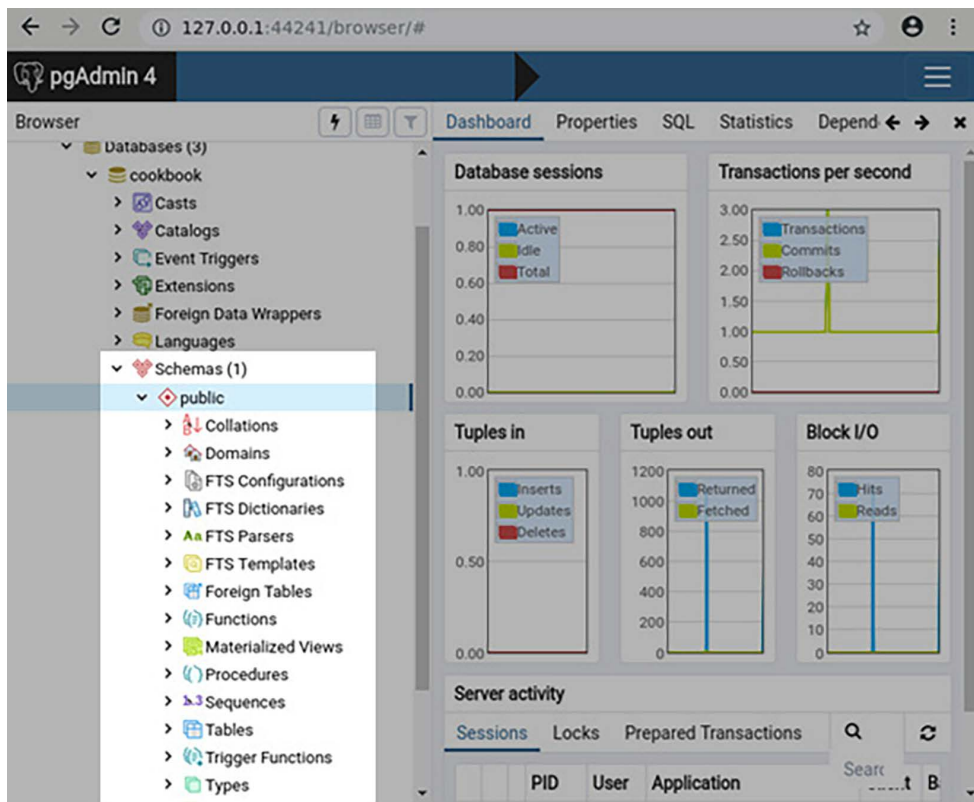 127.0.0.1:44241/browser/#
pgAdmin 4
Browser
Databases (3)
cookbook
Casts
Catalogs
Event Triggers
Extensions
Foreign Data Wrappers
Languages
Schemas (1)
public
Collations
Domains
FTS Configurations
FTS Dictionaries
Aa FTS Parsers
FTS Templates
Foreign Tables
Functions
Materialized Views
Procedures
1..3 Sequences
Tables
Trigger Functions
Types
Dashboard Properties SQL Statistics Depend
Database sessions
1.00
0.80
0.60
0.40
0.20
0.00
Active
Idle
Total
Transactions per second
3.00
2.50
2.00
1.50
1.00
0.50
0.00
Transactions
Commits
Rollbacks
Tuples in
1.00
0.50
0.00
Inserts
Updates
Deletes
Tuples out
1200
1000
800
600
400
200
0
Returned
Fetched
Block I/O
80
70
60
50
40
30
20
10
0
Hits
Reads
Server activity
Sessions Locks Prepared Transactions
Searc
PID User Application